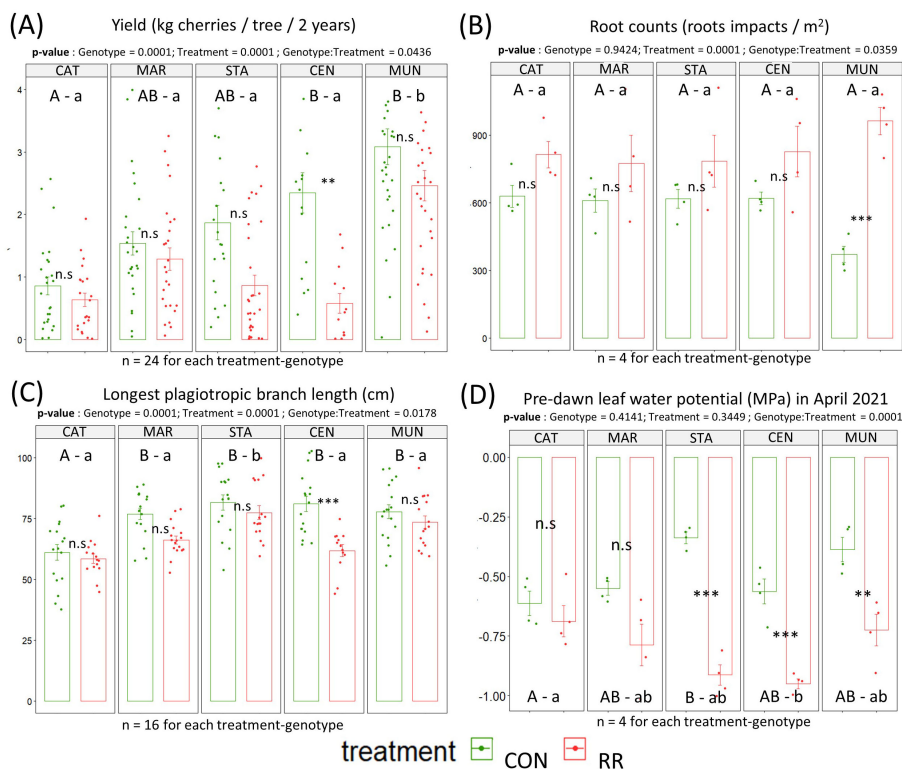 (A) Yield (kg cherries / tree / 2 years)
p-value : Genotype = 0.0001; Treatment = 0.0001 ; Genotype:Treatment = 0.0436
CAT MAR STA CEN MUN
A - a AB - a AB - a B - a B - b
n.s n.s n.s ** n.s
4
3
2
1
0
n = 24 for each treatment-genotype
(B) Root counts (roots impacts / m²)
p-value : Genotype = 0.9424; Treatment = 0.0001 ; Genotype:Treatment = 0.0359
CAT MAR STA CEN MUN
A - a A - a A - a A - a A - a
n.s n.s n.s n.s ***
900
600
300
0
n = 4 for each treatment-genotype
(C) Longest plagiotropic branch length (cm)
p-value : Genotype = 0.0001; Treatment = 0.0001 ; Genotype:Treatment = 0.0178
CAT MAR STA CEN MUN
A - a B - a B - b B - a B - a
n.s n.s n.s *** n.s
100
75
50
25
0
n = 16 for each treatment-genotype
(D) Pre-dawn leaf water potential (MPa) in April 2021
p-value : Genotype = 0.4141; Treatment = 0.3449 ; Genotype:Treatment = 0.0001
CAT MAR STA CEN MUN
0.00
-0.25
-0.50
-0.75
-1.00
n.s n.s *** *** **
A - a AB - ab B - ab AB - b AB - ab
n = 4 for each treatment-genotype
treatment CON RR